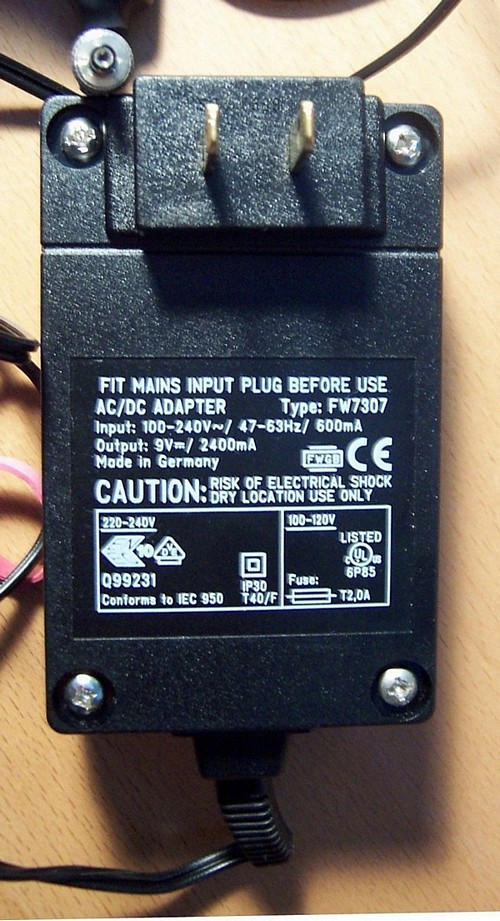 FIT MAINS INPUT PLUG BEFORE USE
AC/DC ADAPTER Type: FW7307
Input: 100-240V~/ 47-63Hz/ 600mA
Output: 9V=/ 2400mA
Made in Germany
FWGB CE
CAUTION: RISK OF ELECTRICAL SHOCK
DRY LOCATION USE ONLY
220-240V
10
Q99231
IP30
Conforms to IEC 950 T40/F
100-120V
LISTED
c UL us
6P85
Fuse:
T2,0A